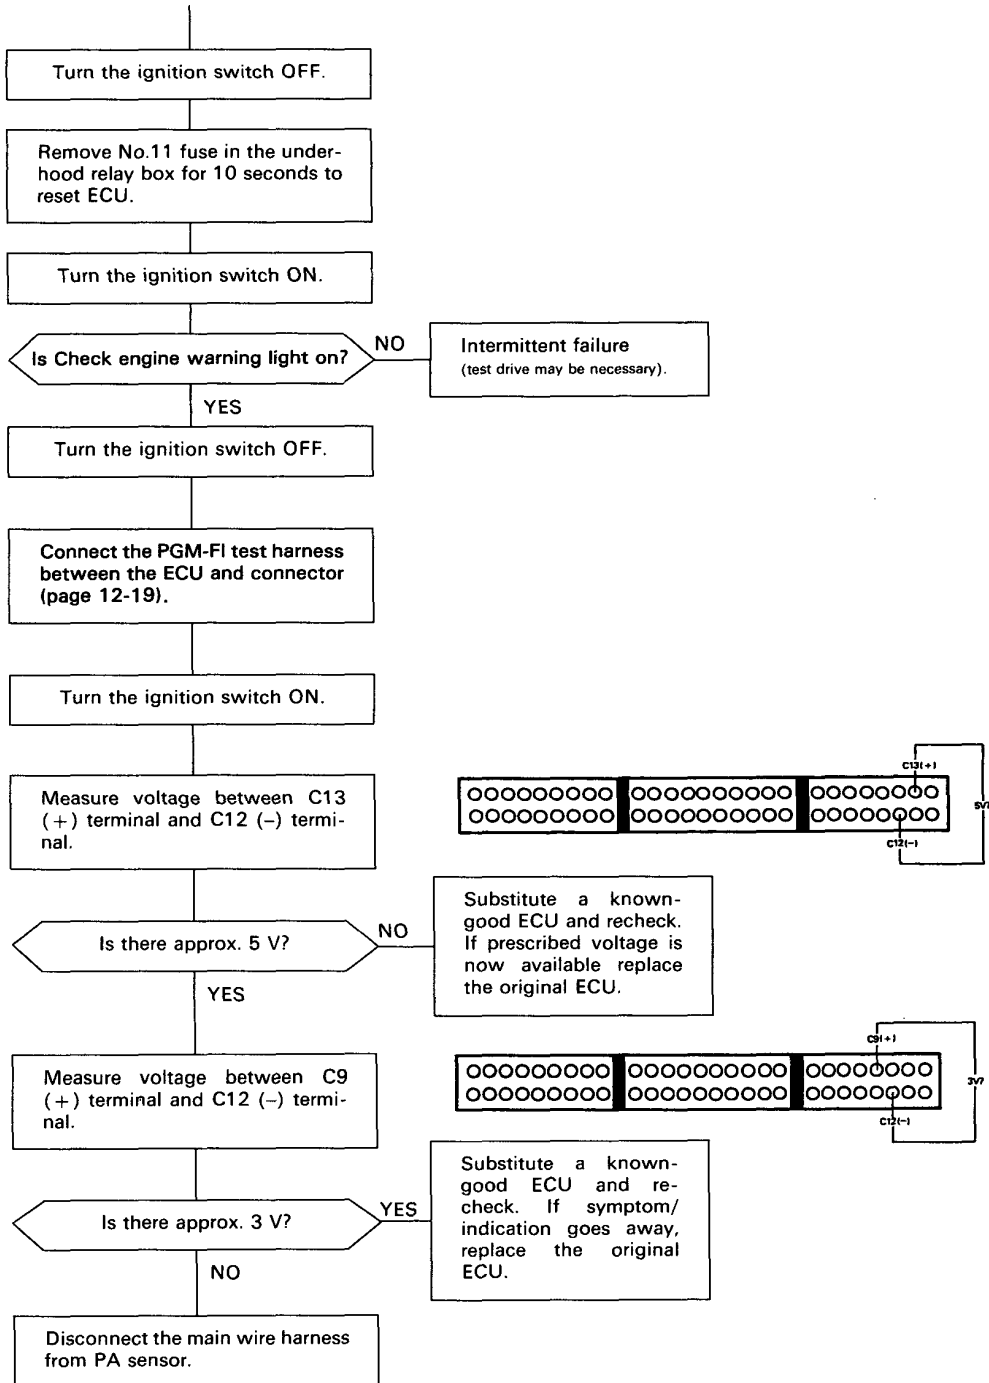 Turn the ignition switch OFF.
Remove No.11 fuse in the under-
hood relay box for 10 seconds to
reset ECU.
Turn the ignition switch ON.
Is Check engine warning light on?
NO
Intermittent failure
(test drive may be necessary).
YES
Turn the ignition switch OFF.
Connect the PGM-FI test harness
between the ECU and connector
(page 12-19).
Turn the ignition switch ON.
Measure voltage between C13
(+) terminal and C12 (–) termi-
nal.
C13(+)
5V?
C12(–)
Is there approx. 5 V?
NO
Substitute a known-
good ECU and recheck.
If prescribed voltage is
now available replace
the original ECU.
YES
Measure voltage between C9
(+) terminal and C12 (–) termi-
nal.
C9(+)
3V?
C12(–)
Is there approx. 3 V?
YES
Substitute a known-
good ECU and re-
check. If symptom/
indication goes away,
replace the original
ECU.
NO
Disconnect the main wire harness
from PA sensor.